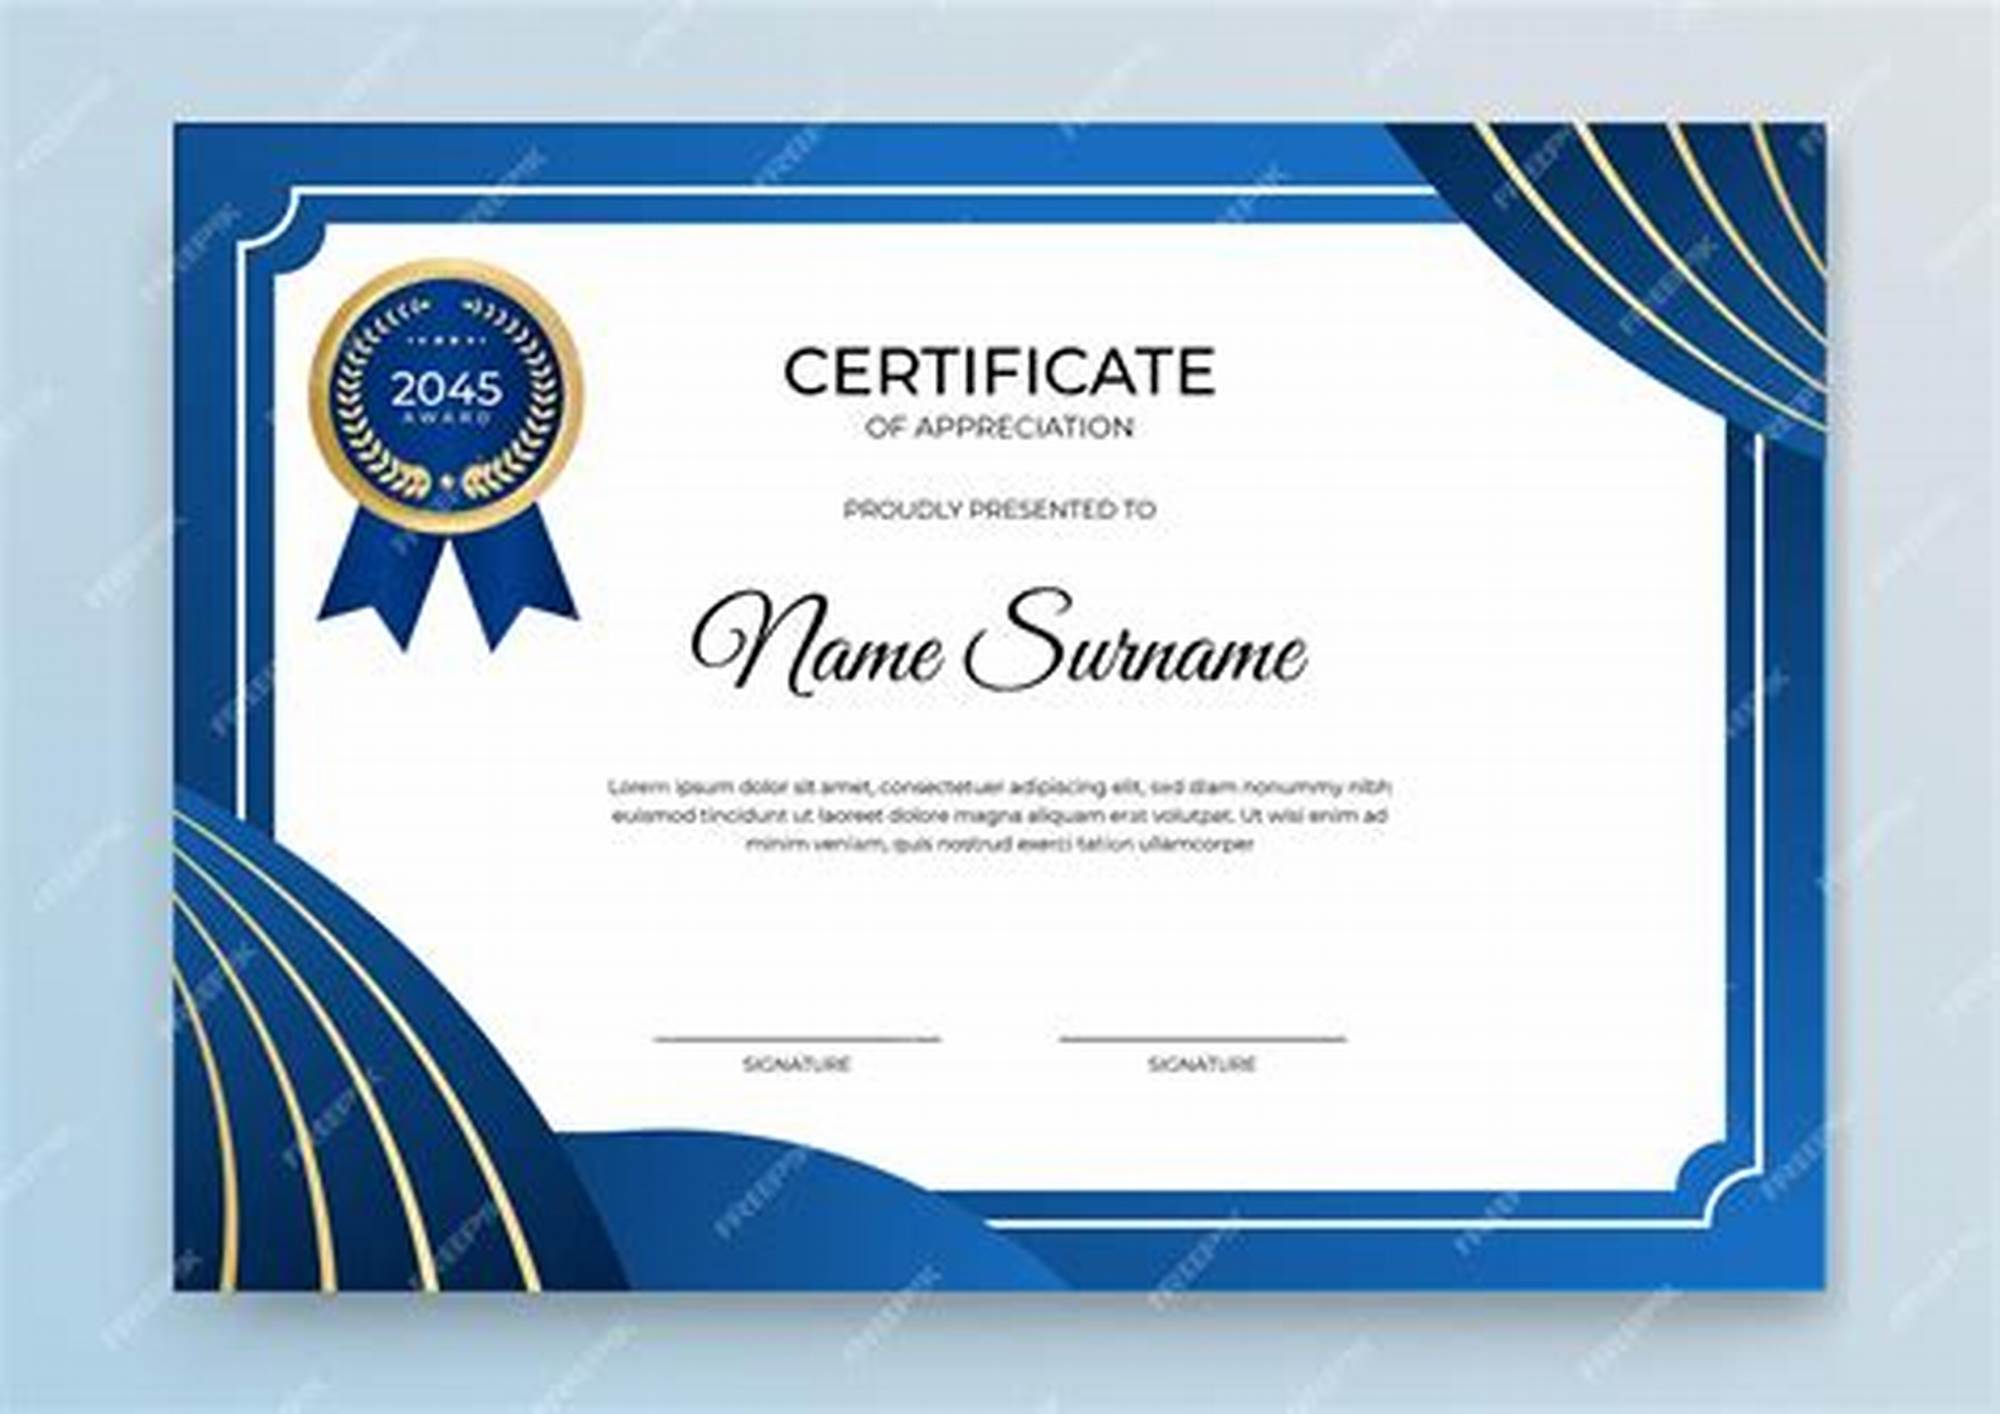 2045
AWARD
CERTIFICATE
OF APPRECIATION
PROUDLY PRESENTED TO
Name Surname
Lorem ipsum dolor sit amet, consectetuer adipiscing elit, sed diam nonummy nibh
euismod tincidunt ut laoreet dolore magna aliquam erat volutpat. Ut wisi enim ad
minim veniam, quis nostrud exerci tation ullamcorper
SIGNATURE SIGNATURE
FREEPIK